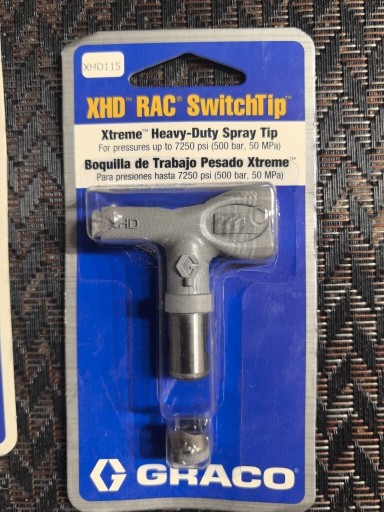 XHD115
XHD™ RAC® SwitchTip™
Xtreme™ Heavy-Duty Spray Tip
For pressures up to 7250 psi (500 bar, 50 MPa)
Boquilla de Trabajo Pesado Xtreme™
Para presiones hasta 7250 psi (500 bar, 50 MPa)
XHD
G
G GRACO